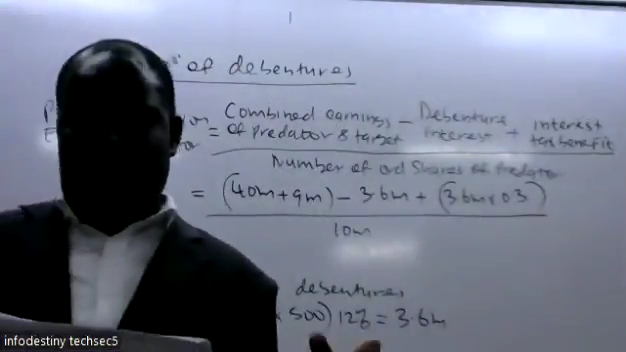 of debentures
= Combined earnings of Predator & target - Debenture interest + interest tax benefit
Number of ord Shares of Predator
= (40m+9m) - 3.6m + (3.6m x 0.3)
10m
debentures
x 500) 12% = 3.6m
infodestiny techsec5